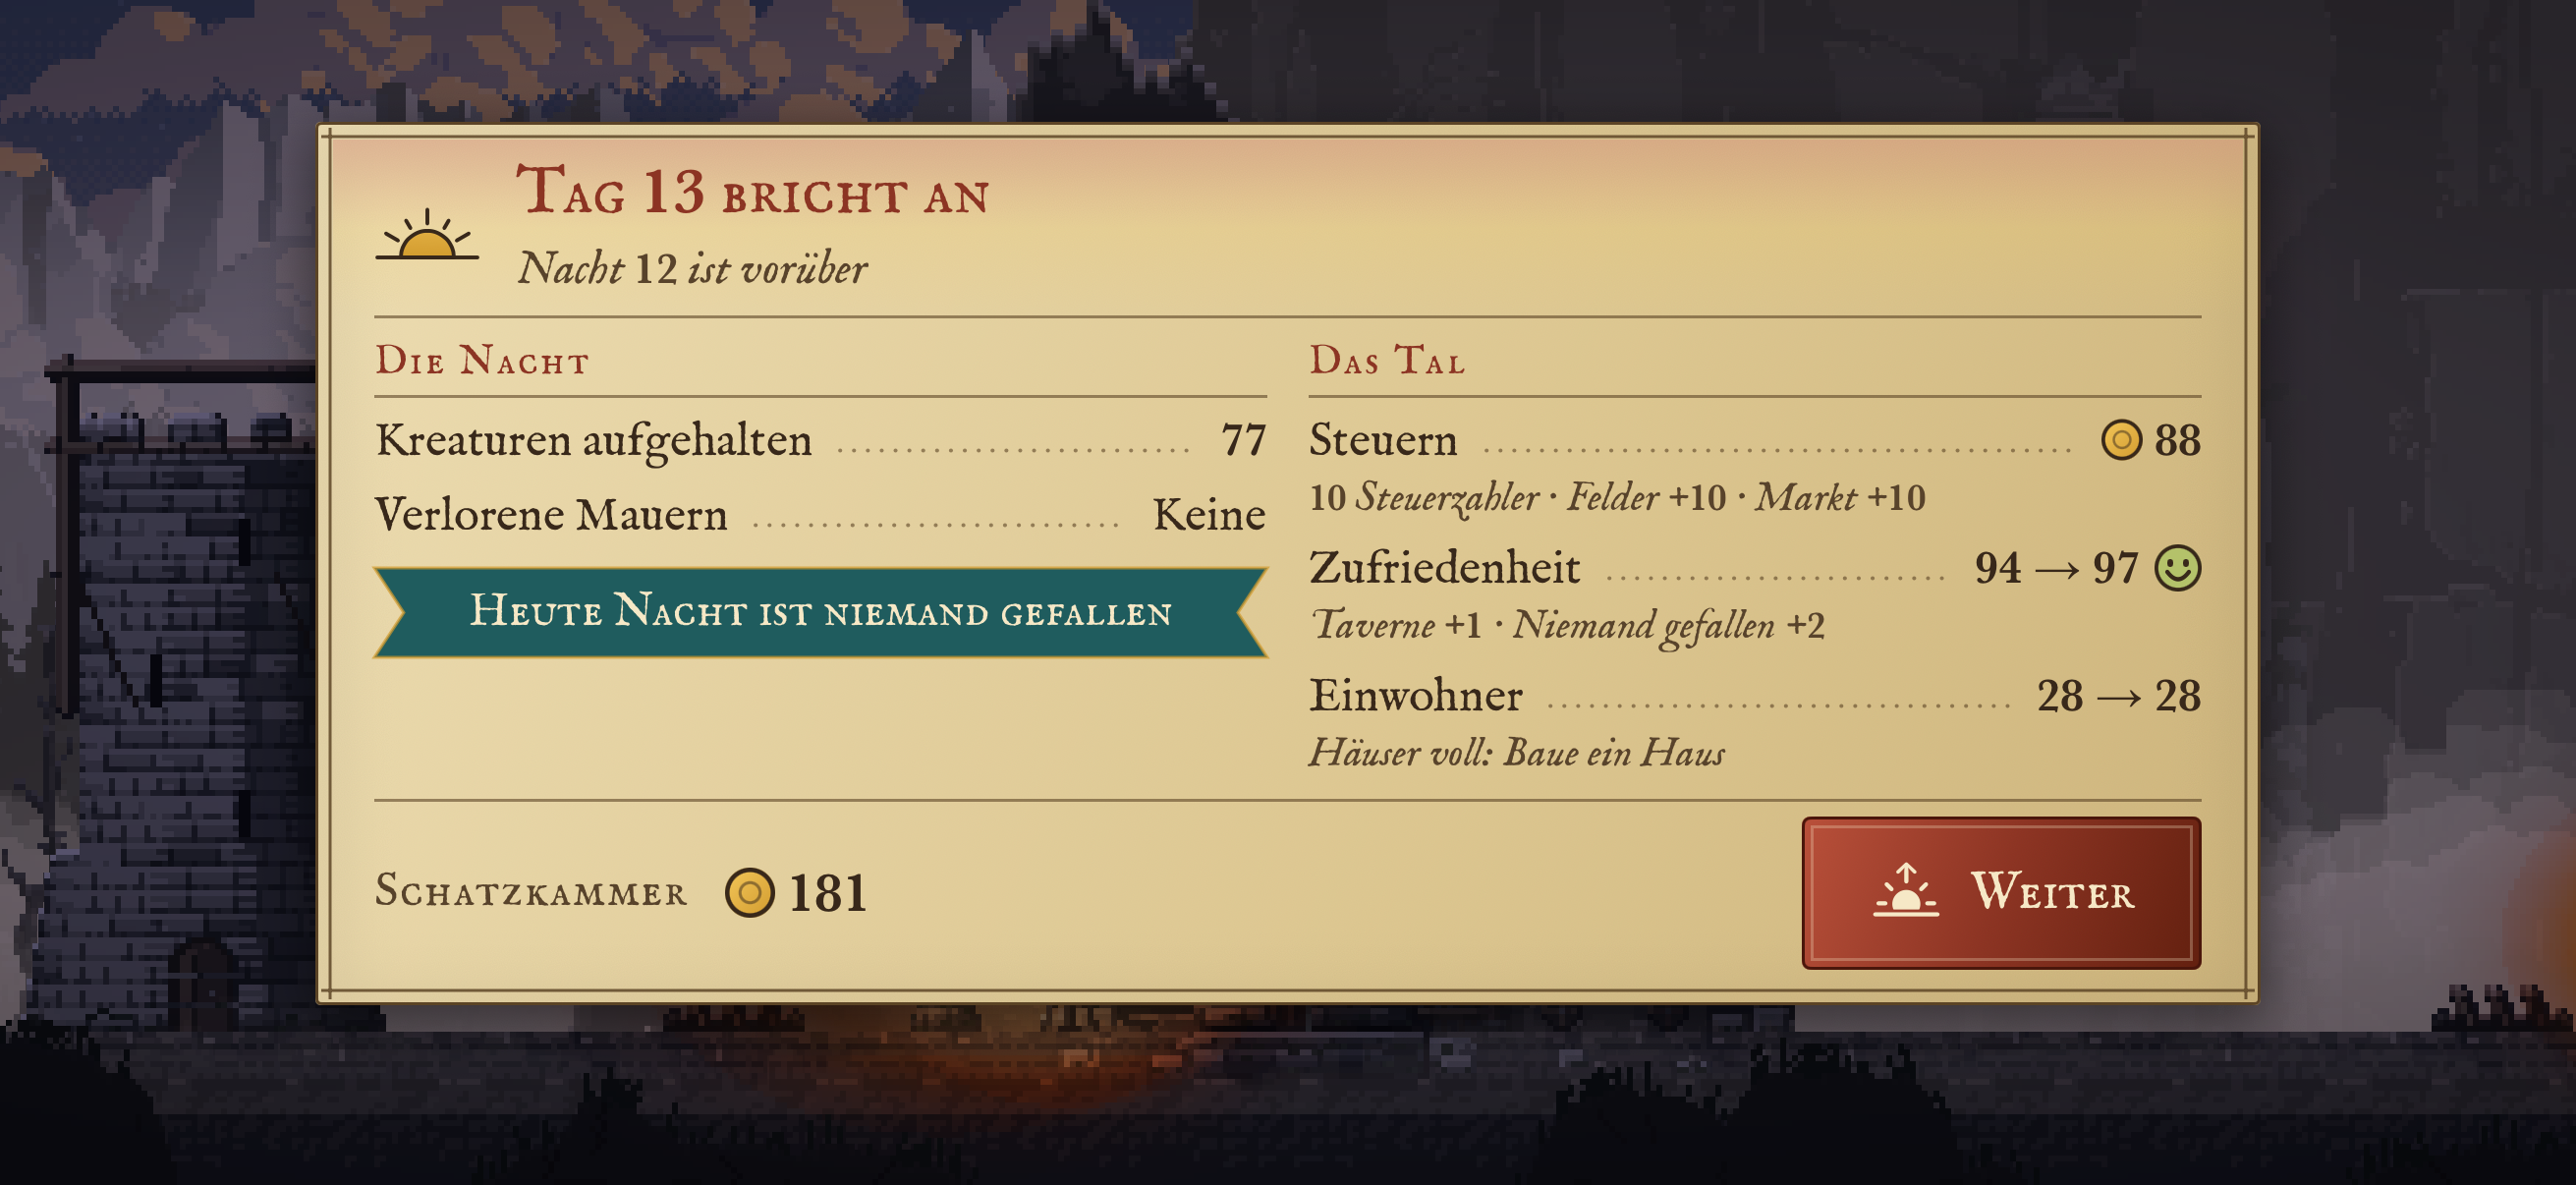 Tag 13 bricht an
Nacht 12 ist vorüber
Die Nacht
Kreaturen aufgehalten 77
Verlorene Mauern Keine
Heute Nacht ist niemand gefallen
Das Tal
Steuern 88
10 Steuerzahler · Felder +10 · Markt +10
Zufriedenheit 94 → 97
Taverne +1 · Niemand gefallen +2
Einwohner 28 → 28
Häuser voll: Baue ein Haus
Schatzkammer 181
Weiter